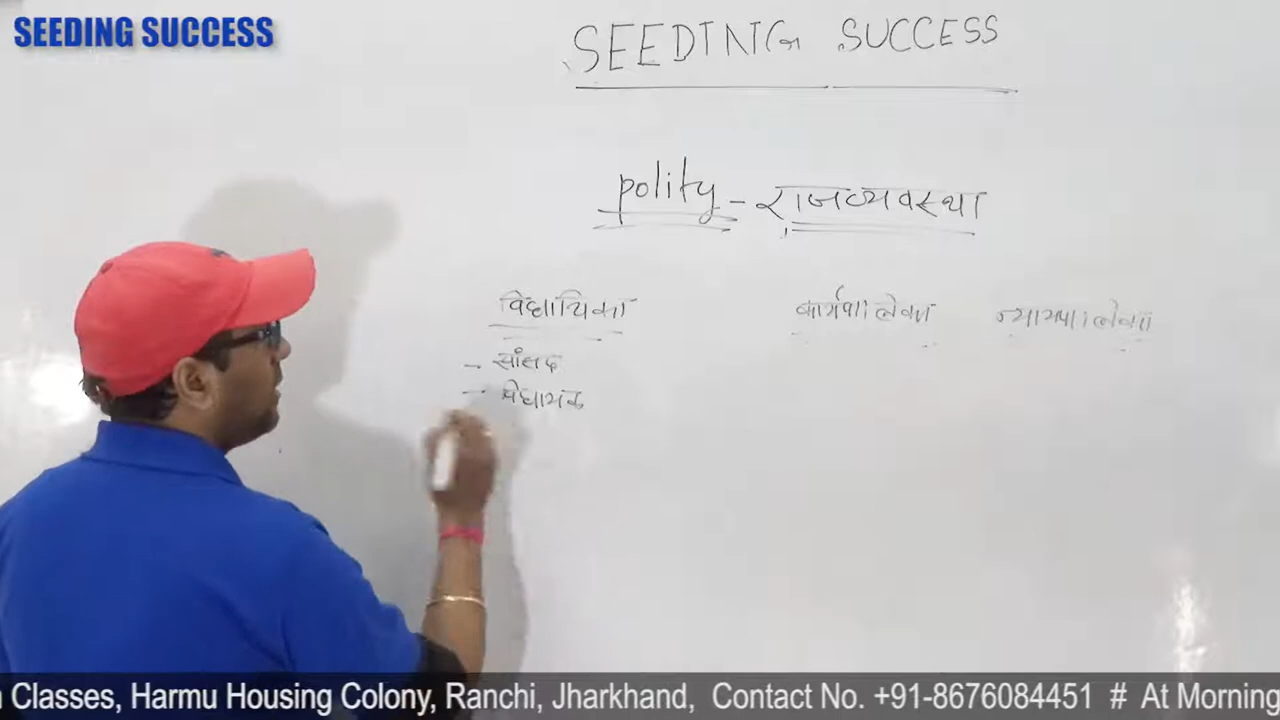 SEEDING SUCCESS
SEEDING SUCCESS
polity - राजव्यवस्था
विधायिका कार्यपालिका न्यायपालिका
- सांसद
- विधायक
n Classes, Harmu Housing Colony, Ranchi, Jharkhand, Contact No. +91-8676084451 # At Morning